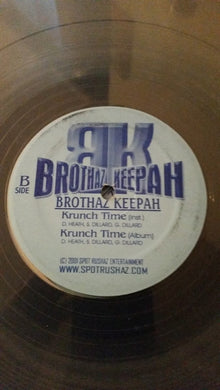 BK
BROTHAZ KEEPAH
B
SIDE
BROTHAZ KEEPAH
Krunch Time (Inst.)
D. HEATH, S. DILLARD, G. DILLARD
Krunch Time (Album)
D. HEATH, S. DILLARD, G. DILLARD
(C) 2001 SPOT RUSHAZ ENTERTAINMENT
WWW.SPOTRUSHAZ.COM